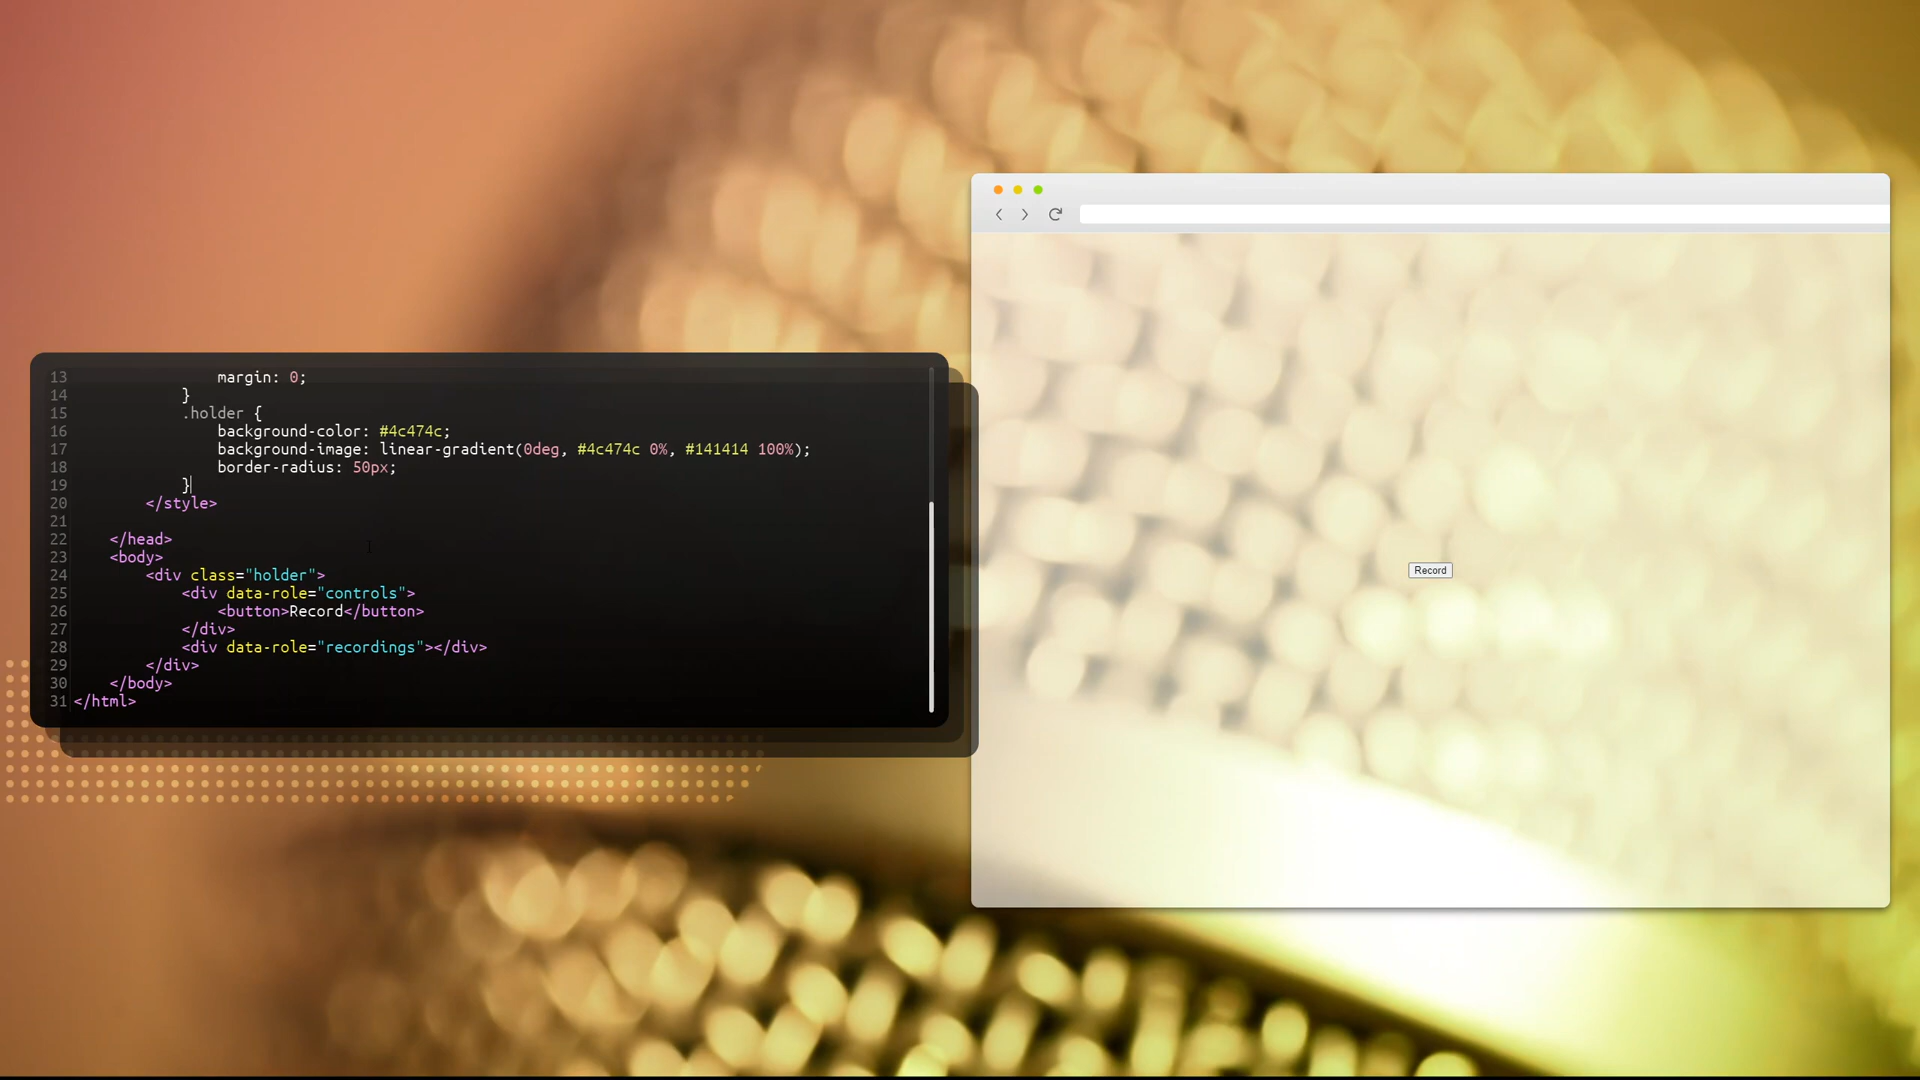 13 margin: 0;
14 }
15 .holder {
16 background-color: #4c474c;
17 background-image: linear-gradient(0deg, #4c474c 0%, #141414 100%);
18 border-radius: 50px;
19 }
20 </style>
21
22 </head>
23 <body>
24 <div class="holder">
25 <div data-role="controls">
26 <button>Record</button>
27 </div>
28 <div data-role="recordings"></div>
29 </div>
30 </body>
31 </html>
Record